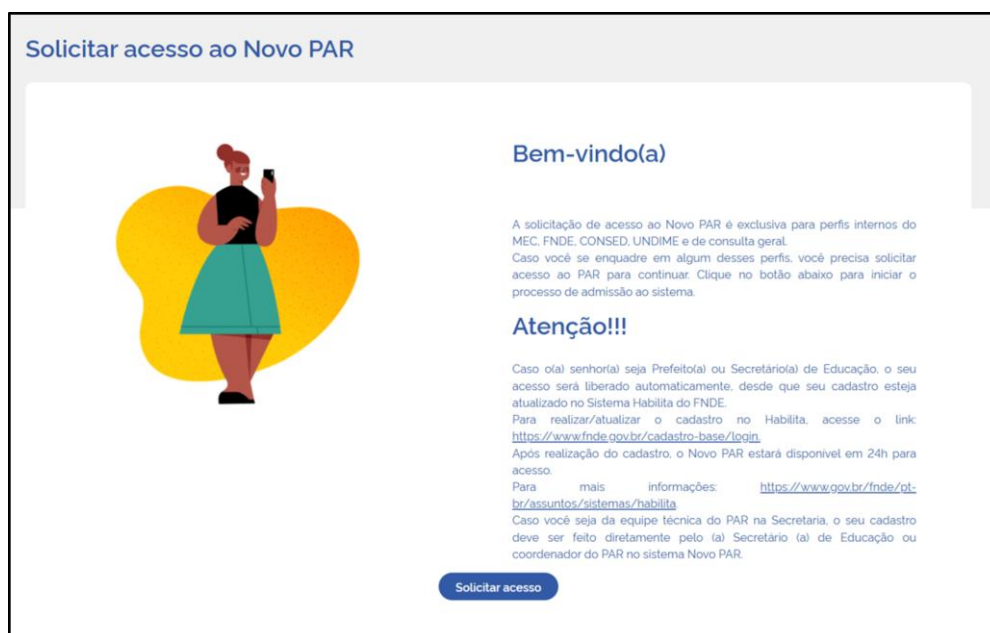 Solicitar acesso ao Novo PAR
Bem-vindo(a)
A solicitação de acesso ao Novo PAR é exclusiva para perfis internos do
MEC, FNDE, CONSED, UNDIME e de consulta geral.
Caso você se enquadre em algum desses perfis, você precisa solicitar
acesso ao PAR para continuar. Clique no botão abaixo para iniciar o
processo de admissão ao sistema.
Atenção!!!
Caso o(a) senhor(a) seja Prefeito(a) ou Secretário(a) de Educação, o seu
acesso será liberado automaticamente, desde que seu cadastro esteja
atualizado no Sistema Habilita do FNDE.
Para realizar/atualizar o cadastro no Habilita, acesse o link:
https://www.fnde.gov.br/cadastro-base/login.
Após realização do cadastro, o Novo PAR estará disponível em 24h para
acesso.
Para mais informações: https://www.gov.br/fnde/pt-
br/assuntos/sistemas/habilita.
Caso você seja da equipe técnica do PAR na Secretaria, o seu cadastro
deve ser feito diretamente pelo (a) Secretário (a) de Educação ou
coordenador do PAR no sistema Novo PAR.
Solicitar acesso